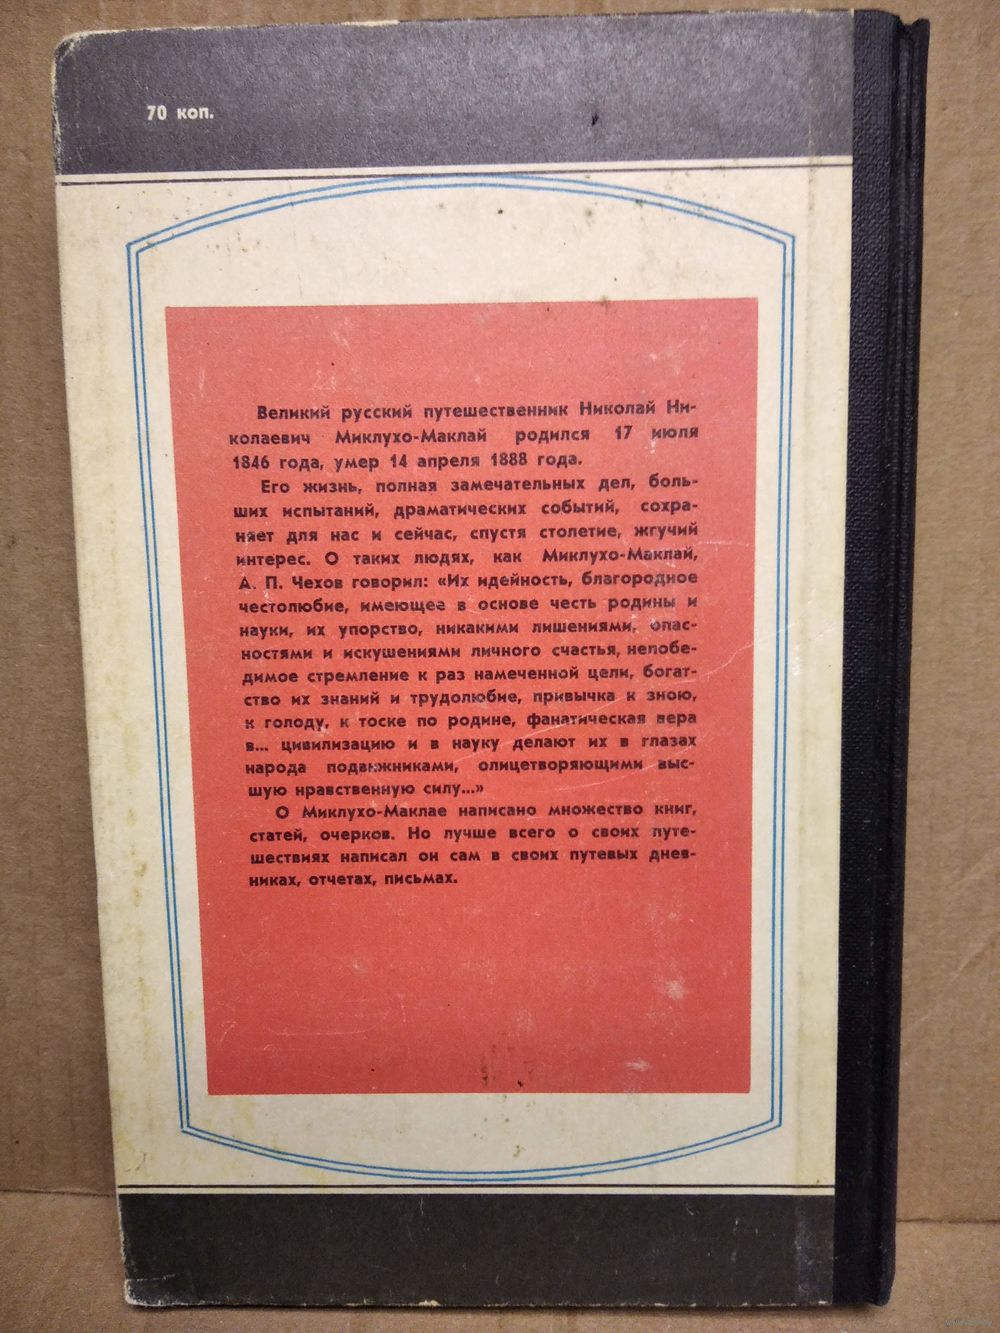 70 коп.
Великий русский путешественник Николай Ни-
колаевич Миклухо-Маклай родился 17 июля
1846 года, умер 14 апреля 1888 года.
Его жизнь, полная замечательных дел, боль-
ших испытаний, драматических событий, сохра-
няет для нас и сейчас, спустя столетие, жгучий
интерес. О таких людях, как Миклухо-Маклай,
А. П. Чехов говорил: «Их идейность, благородное
честолюбие, имеющее в основе честь родины и
науки, их упорство, никакими лишениями, опас-
ностями и искушениями личного счастья, непобе-
димое стремление к раз намеченной цели, богат-
ство их знаний и трудолюбие, привычка к зною,
к голоду, к тоске по родине, фанатическая вера
в... цивилизацию и в науку делают их в глазах
народа подвижниками, олицетворяющими выс-
шую нравственную силу...»
О Миклухо-Маклае написано множество книг,
статей, очерков. Но лучше всего о своих путе-
шествиях написал он сам в своих путевых днев-
никах, отчетах, письмах.